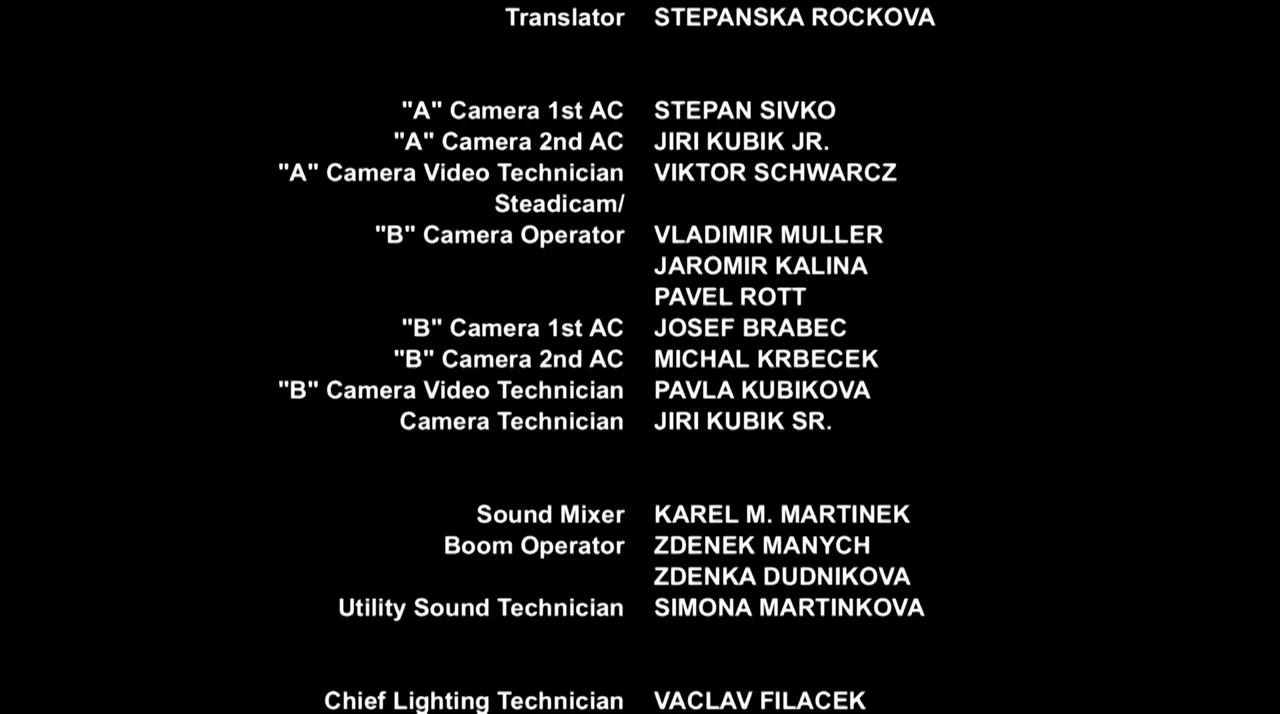 Translator STEPANSKA ROCKOVA
"A" Camera 1st AC STEPAN SIVKO
"A" Camera 2nd AC JIRI KUBIK JR.
"A" Camera Video Technician VIKTOR SCHWARCZ
Steadicam/
"B" Camera Operator VLADIMIR MULLER
JAROMIR KALINA
PAVEL ROTT
"B" Camera 1st AC JOSEF BRABEC
"B" Camera 2nd AC MICHAL KRBECEK
"B" Camera Video Technician PAVLA KUBIKOVA
Camera Technician JIRI KUBIK SR.
Sound Mixer KAREL M. MARTINEK
Boom Operator ZDENEK MANYCH
ZDENKA DUDNIKOVA
Utility Sound Technician SIMONA MARTINKOVA
Chief Lighting Technician VACLAV FILACEK